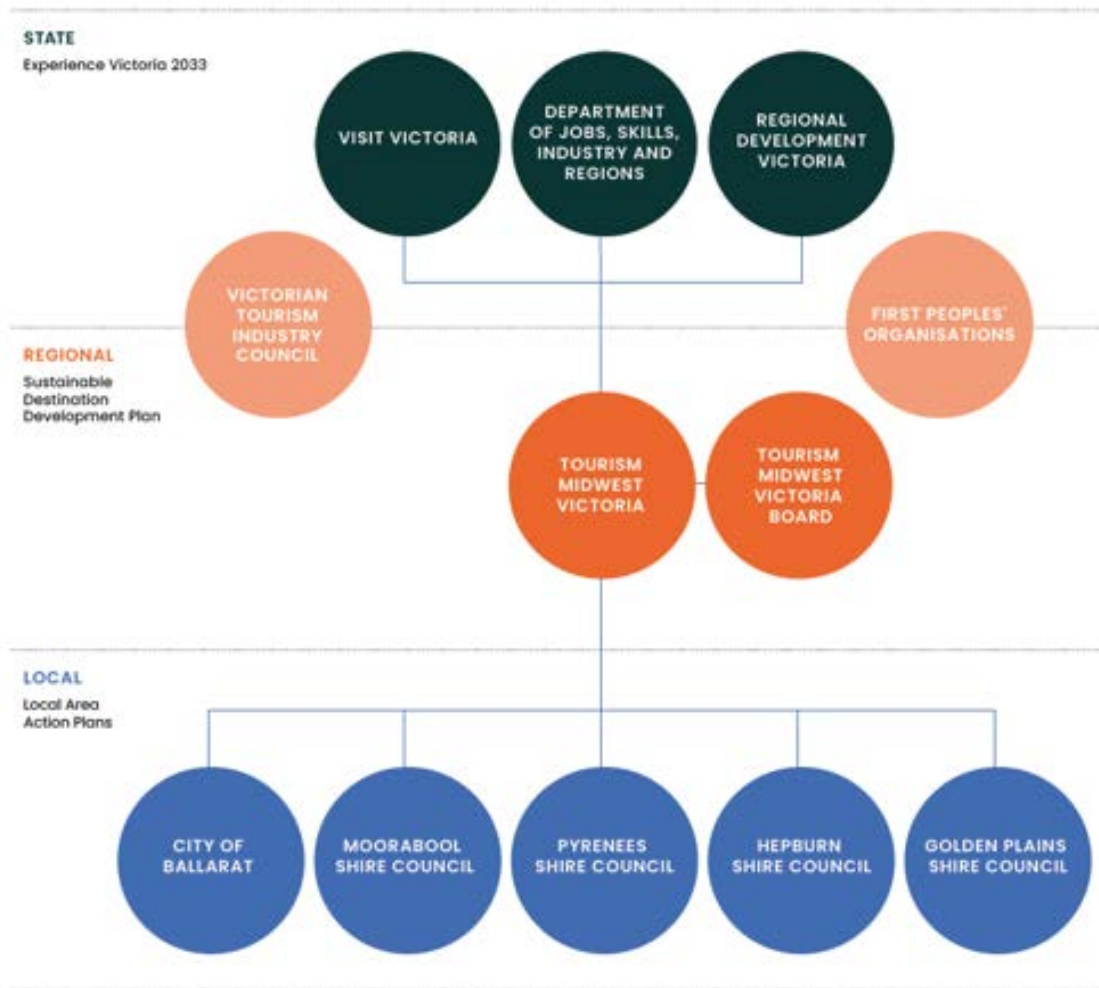 STATE
Experience Victoria 2033
VISIT VICTORIA
DEPARTMENT
OF JOBS, SKILLS,
INDUSTRY AND
REGIONS
REGIONAL
DEVELOPMENT
VICTORIA
VICTORIAN
TOURISM
INDUSTRY
COUNCIL
FIRST PEOPLES'
ORGANISATIONS
REGIONAL
Sustainable
Destination
Development Plan
TOURISM
MIDWEST
VICTORIA
TOURISM
MIDWEST
VICTORIA
BOARD
LOCAL
Local Area
Action Plans
CITY OF
BALLARAT
MOORABOOL
SHIRE COUNCIL
PYRENEES
SHIRE COUNCIL
HEPBURN
SHIRE COUNCIL
GOLDEN PLAINS
SHIRE COUNCIL